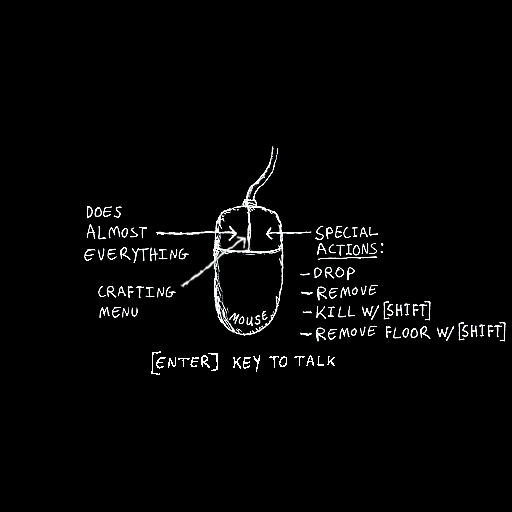 DOES
ALMOST
EVERYTHING
CRAFTING
MENU
SPECIAL
ACTIONS:
- DROP
- REMOVE
- KILL W/ [SHIFT]
- REMOVE FLOOR W/ [SHIFT]
MOUSE
[ENTER] KEY TO TALK